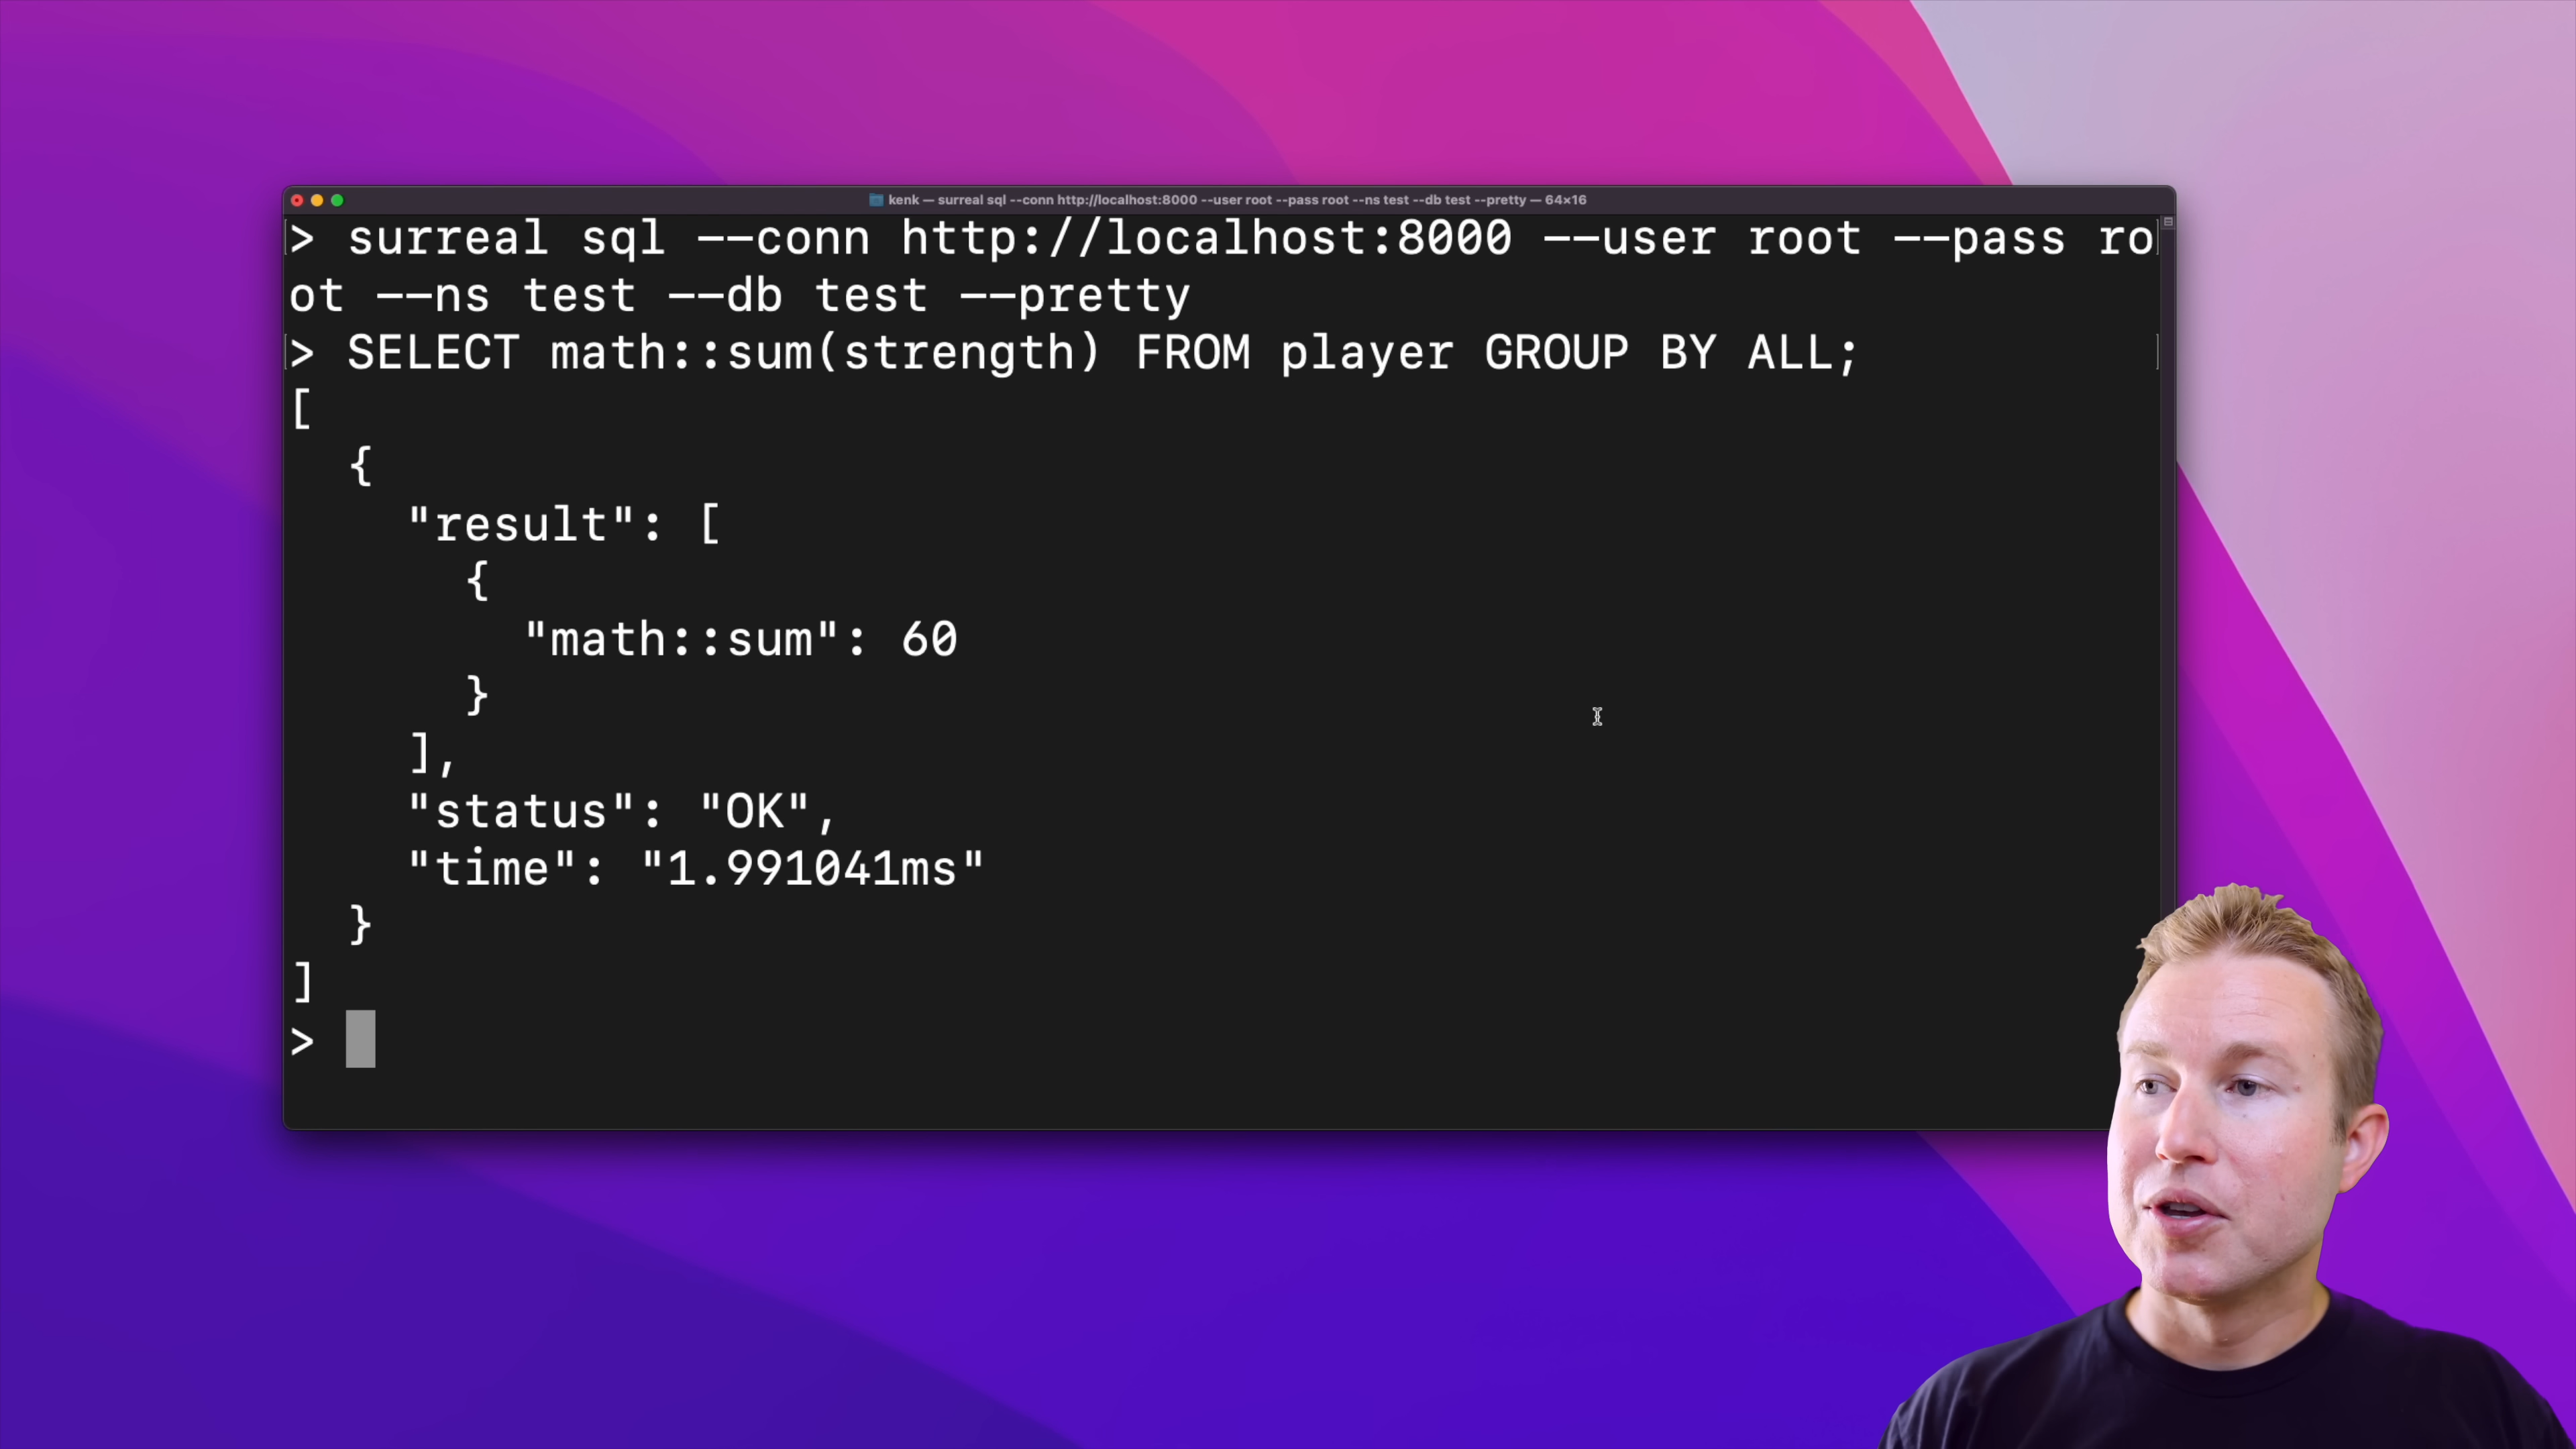 kenk — surreal sql --conn http://localhost:8000 --user root --pass root --ns test --db test --pretty — 64×16
> surreal sql --conn http://localhost:8000 --user root --pass ro
ot --ns test --db test --pretty
> SELECT math::sum(strength) FROM player GROUP BY ALL;
[
{
"result": [
{
"math::sum": 60
}
],
"status": "OK",
"time": "1.991041ms"
}
]
>